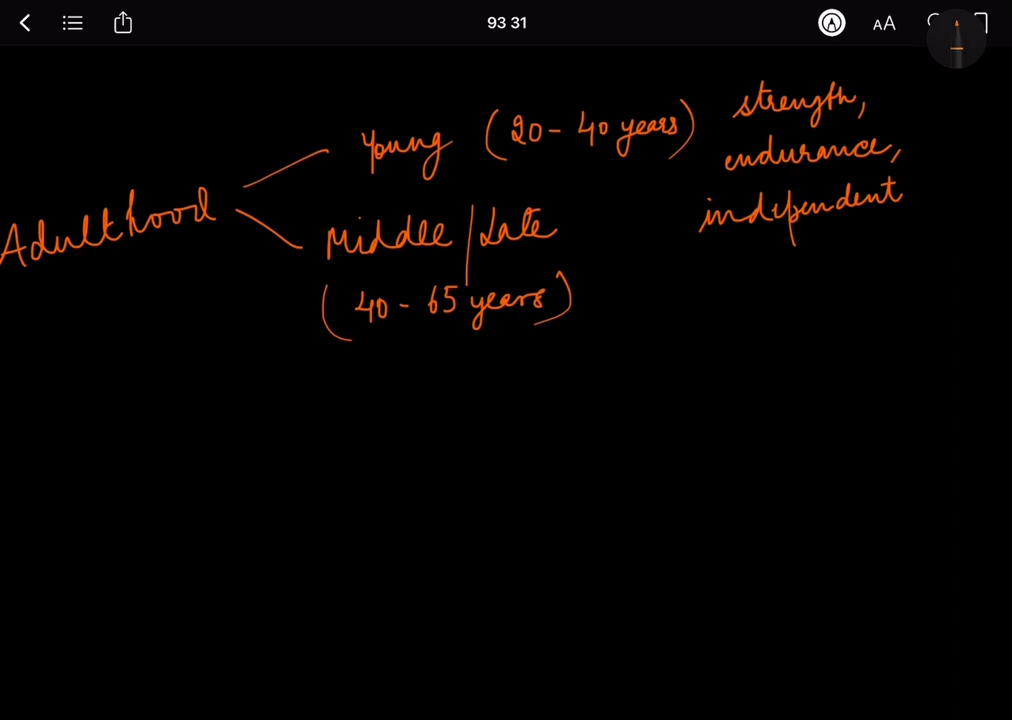 93 31
AA
Adulthood
Young (20 - 40 years)
strength,
endurance,
independent
Middle / Late
(40 - 65 years)